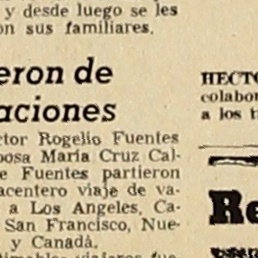 y desde luego se les
on sus familiares.
eron de
aciones
ctor Rogelio Fuentes
posa María Cruz Cal-
e Fuentes partieron
acentero viaje de va-
a Los Angeles, Ca-
San Francisco, Nue-
y Canadá.
HECTO
colabor
a los t
Re